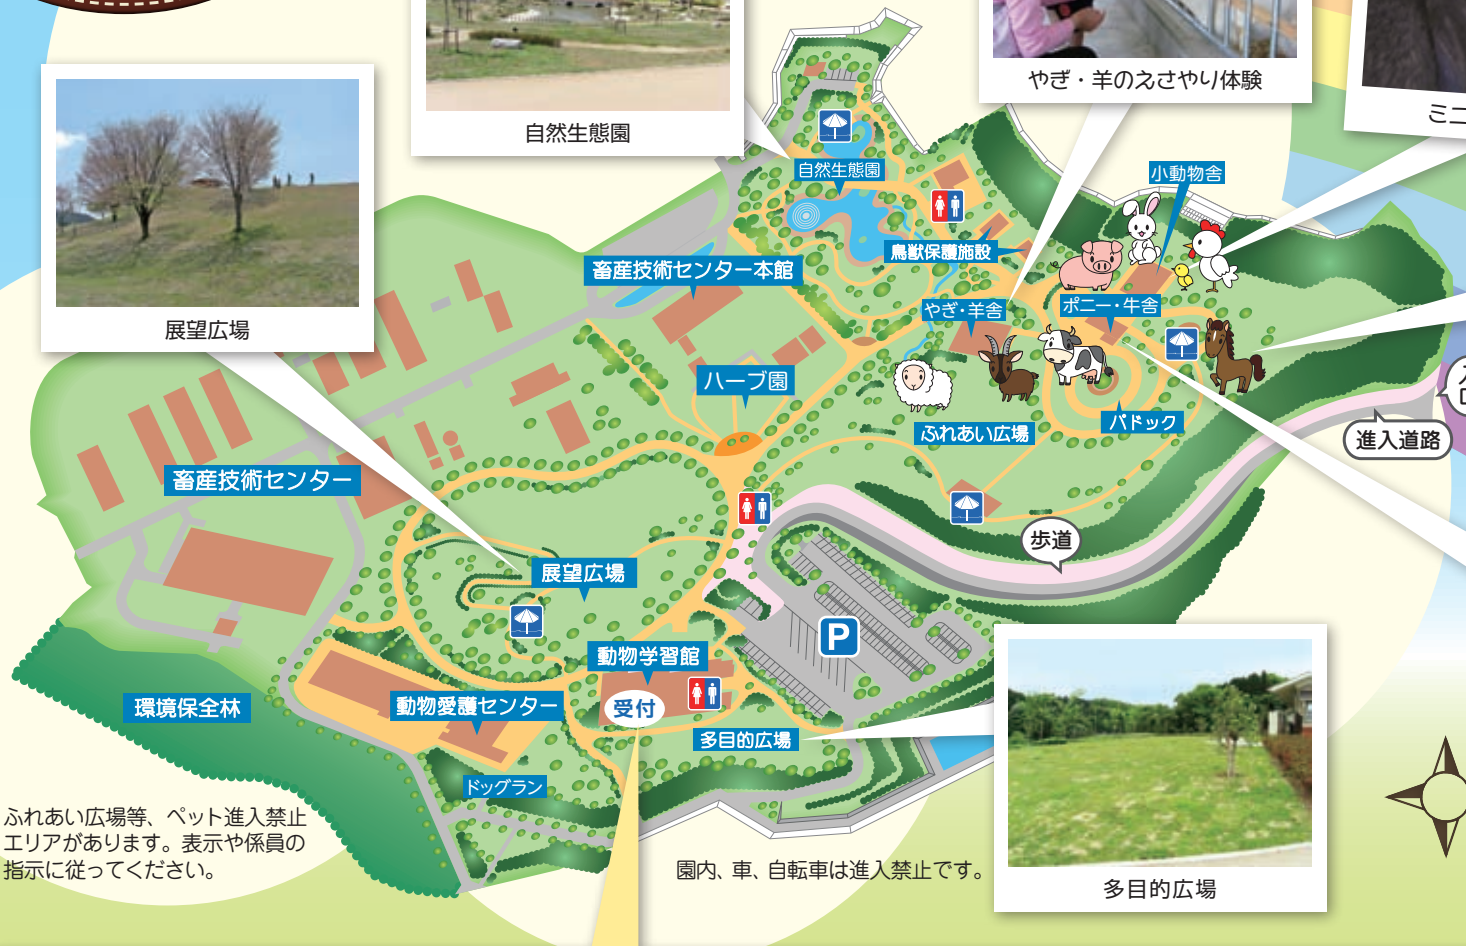 やぎ・羊のえさやり体験
自然生態園
展望広場
自然生態園
小動物舎
鳥獣保護施設
畜産技術センター本館
やぎ・羊舎
ポニー・牛舎
ハーブ園
パドック
ふれあい広場
進入道路
畜産技術センター
歩道
展望広場
P
動物学習館
受付
動物愛護センター
環境保全林
多目的広場
ドッグラン
ふれあい広場等、ペット進入禁止
エリアがあります。表示や係員の
指示に従ってください。
園内、車、自転車は進入禁止です。
多目的広場